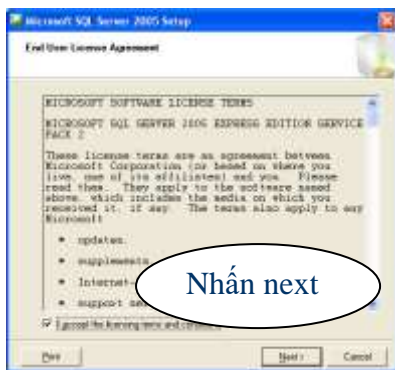 Microsoft SQL Server 2005 Setup
End User License Agreement
MICROSOFT SOFTWARE LICENSE TERMS
MICROSOFT SQL SERVER 2005 EXPRESS EDITION SERVICE
PACK 2
These license terms are an agreement between
Microsoft Corporation (or based on where you
live, one of its affiliates) and you. Please
read them. They apply to the software named
above, which includes the media on which you
received it, if any. The terms also apply to any
Microsoft
• updates,
• supplements,
• Internet-
• support
Nhấn next
I accept the licensing terms and conditions
Print
Next >
Cancel